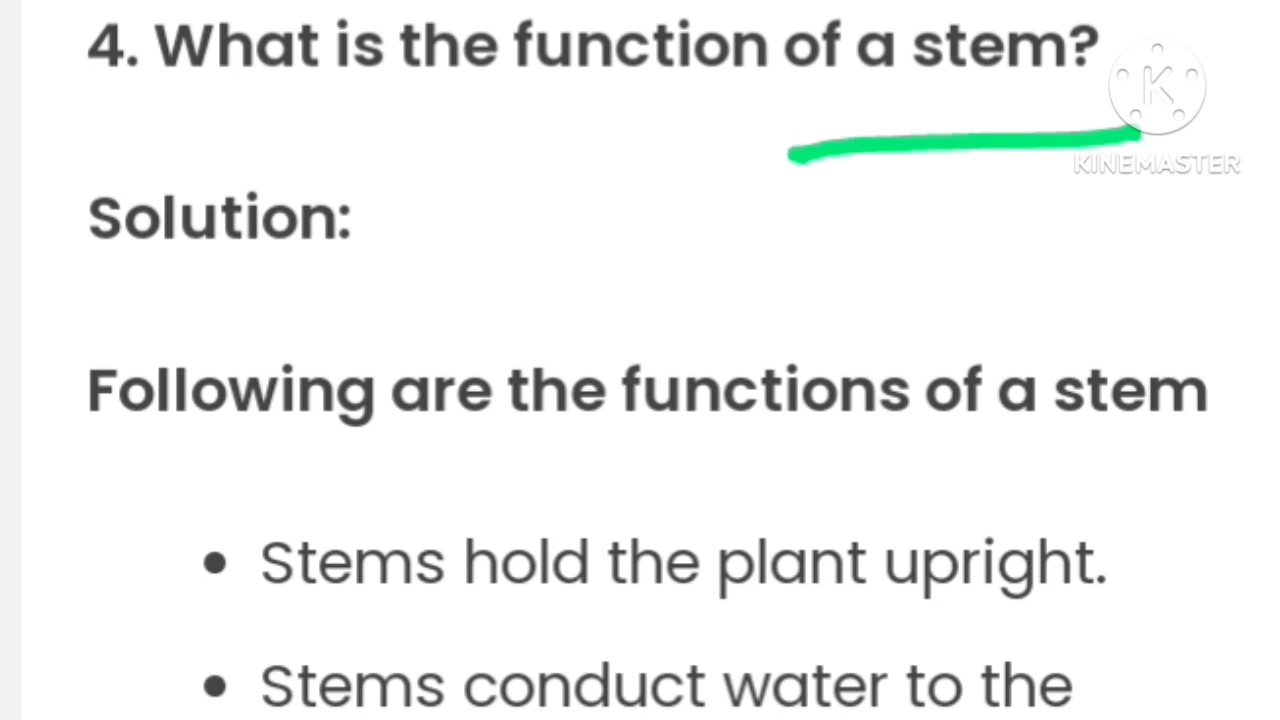 4. What is the function of a stem?
K
KINEMASTER
Solution:
Following are the functions of a stem
• Stems hold the plant upright.
• Stems conduct water to the